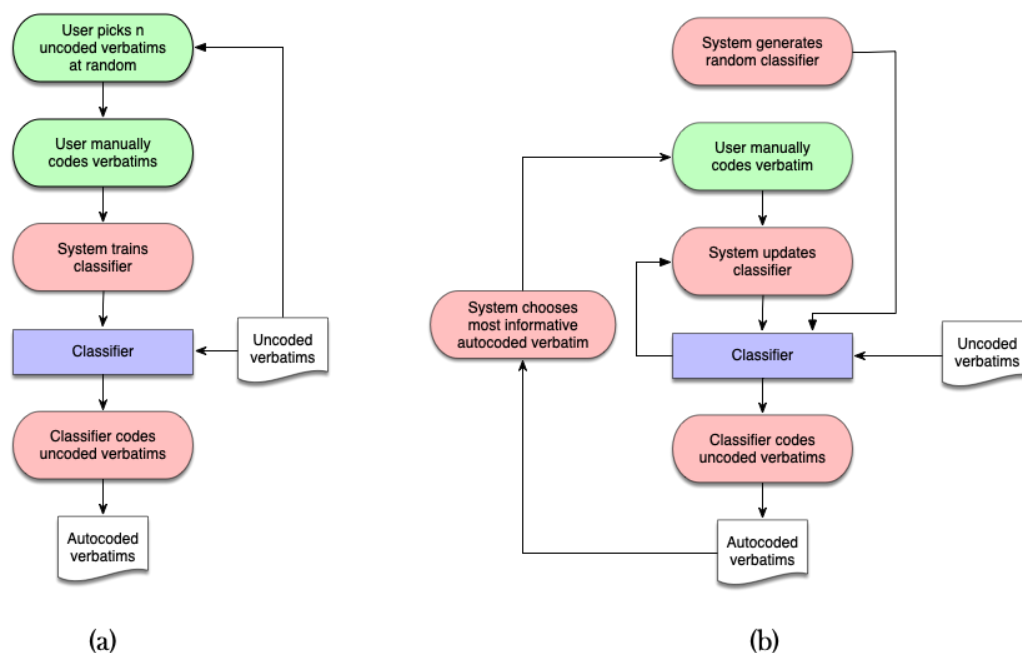 User picks n
uncoded verbatims
at random
User manually
codes verbatims
System trains
classifier
Classifier
Uncoded
verbatims
Classifier codes
uncoded verbatims
Autocoded
verbatims
(a)
System generates
random classifier
User manually
codes verbatim
System updates
classifier
System chooses
most informative
autocoded verbatim
Classifier
Uncoded
verbatims
Classifier codes
uncoded verbatims
Autocoded
verbatims
(b)